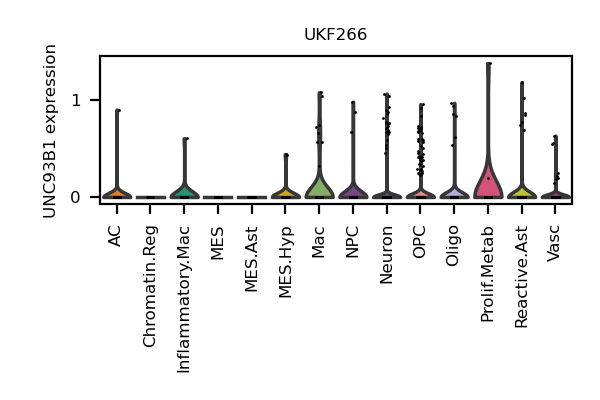 UKF266
UNC93B1 expression
1
0
AC
Chromatin.Reg
Inflammatory.Mac
MES
MES.Ast
MES.Hyp
Mac
NPC
Neuron
OPC
Oligo
Prolif.Metab
Reactive.Ast
Vasc